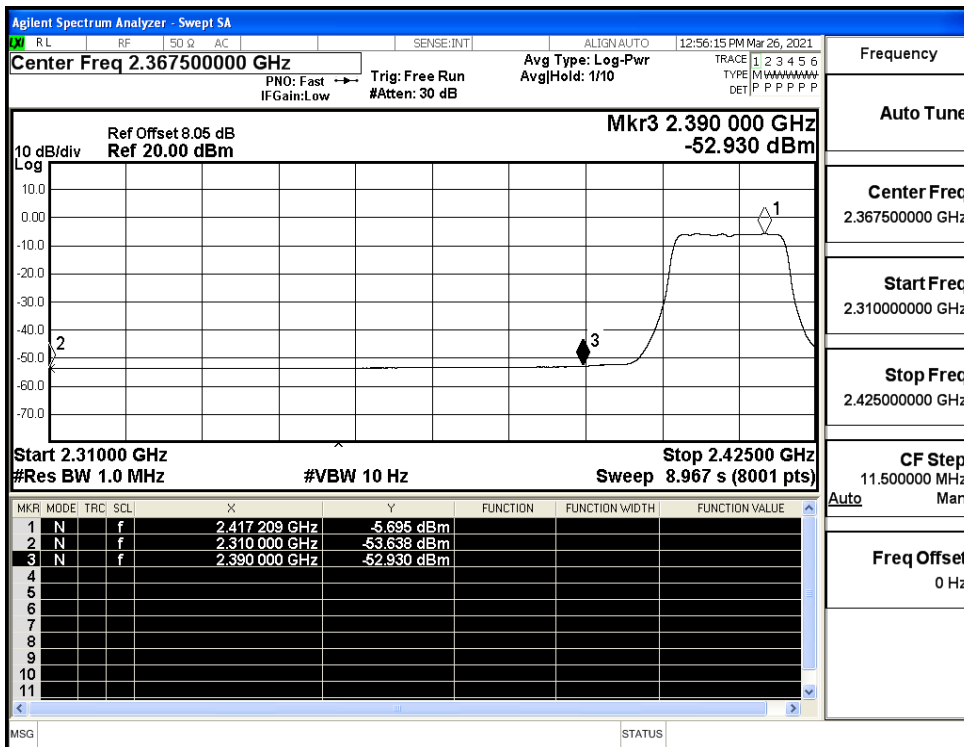 Agilent Spectrum Analyzer - Swept SA
LXI RL RF 50 Ω AC SENSE:INT ALIGN AUTO 12:56:15 PM Mar 26, 2021
Center Freq 2.367500000 GHz
PNO: Fast
IFGain:Low
Trig: Free Run
#Atten: 30 dB
Avg Type: Log-Pwr
Avg|Hold: 1/10
TRACE 1 2 3 4 5 6
TYPE M WWWWW
DET P P P P P P
Ref Offset 8.05 dB
10 dB/div Ref 20.00 dBm
Log
Mkr3 2.390 000 GHz
-52.930 dBm
10.0
0.00
-10.0
-20.0
-30.0
-40.0
-50.0
-60.0
-70.0
1
2
3
Start 2.31000 GHz Stop 2.42500 GHz
#Res BW 1.0 MHz #VBW 10 Hz Sweep 8.967 s (8001 pts)
MKR MODE TRC SCL X Y FUNCTION FUNCTION WIDTH FUNCTION VALUE
1 N f 2.417 209 GHz -5.695 dBm
2 N f 2.310 000 GHz -53.638 dBm
3 N f 2.390 000 GHz -52.930 dBm
4
5
6
7
8
9
10
11
MSG STATUS
Frequency
Auto Tune
Center Freq
2.367500000 GHz
Start Freq
2.310000000 GHz
Stop Freq
2.425000000 GHz
CF Step
11.500000 MHz
Auto Man
Freq Offset
0 Hz